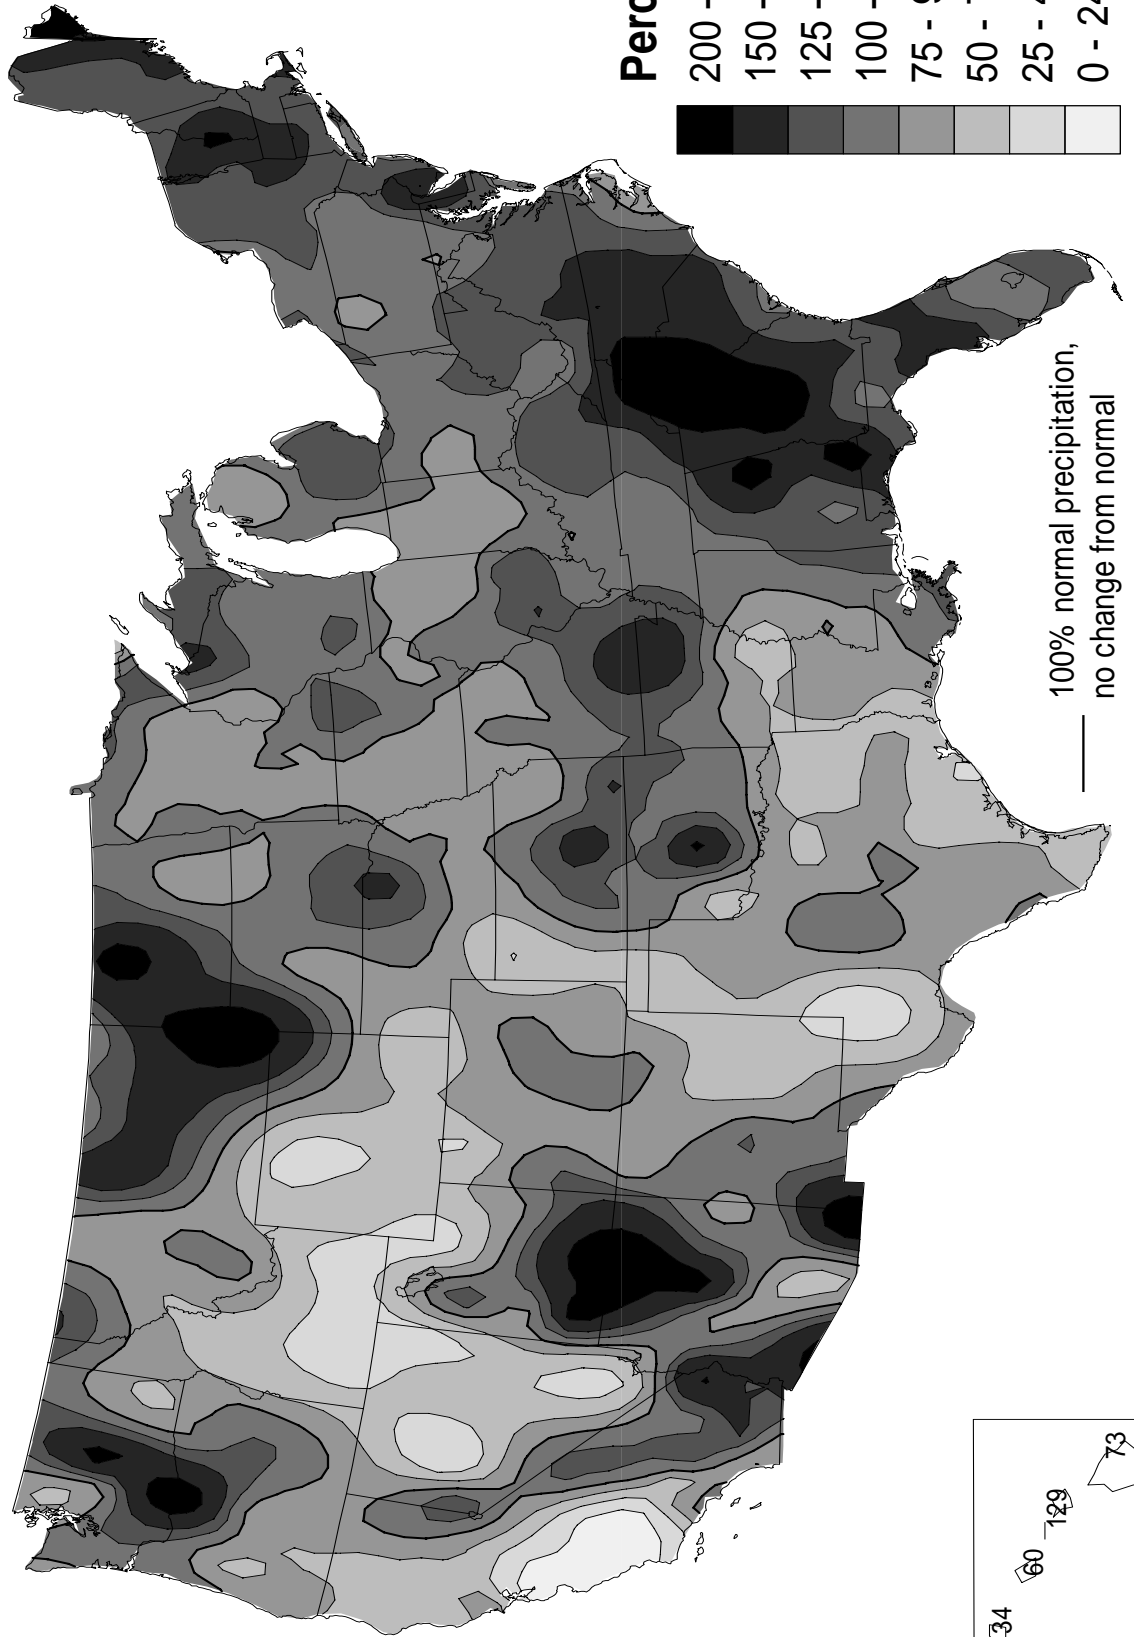 Perc
200 -
150 -
125 -
100 -
75 - 9
50 -
25 - 4
0 - 24
100% normal precipitation,
no change from normal
34
60
129
73